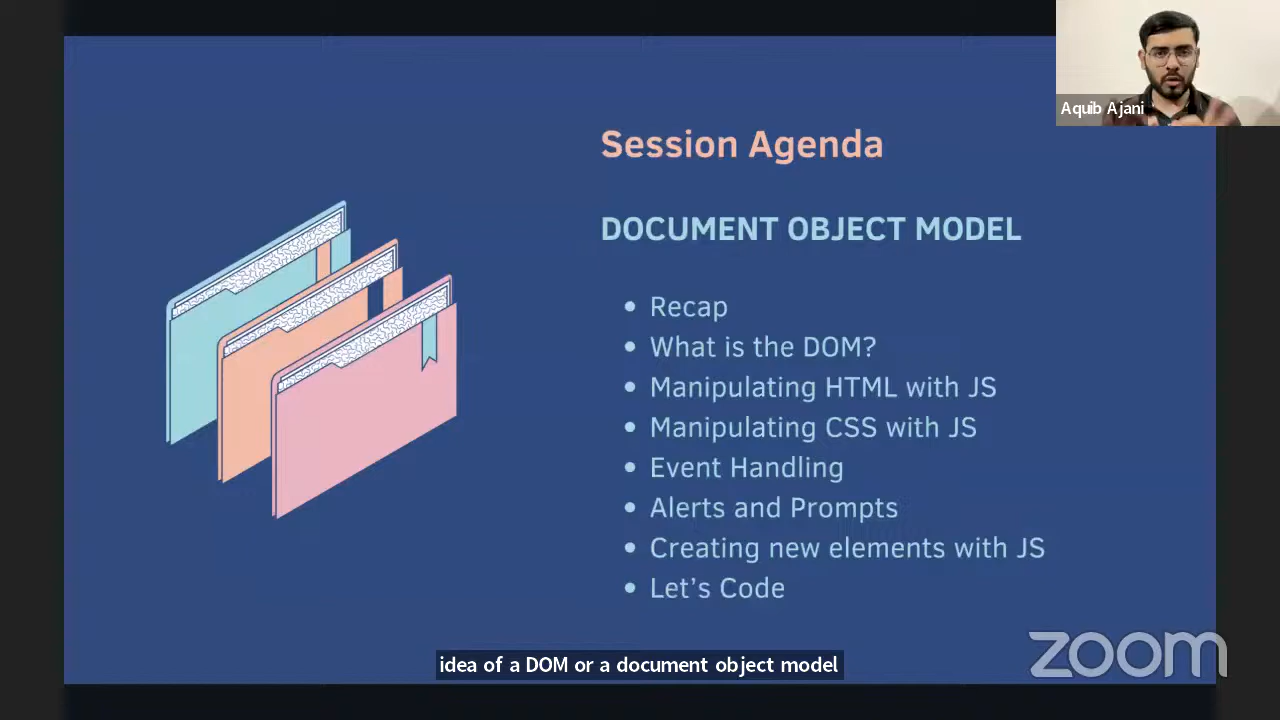 Aquib Ajani
Session Agenda
DOCUMENT OBJECT MODEL
• Recap
• What is the DOM?
• Manipulating HTML with JS
• Manipulating CSS with JS
• Event Handling
• Alerts and Prompts
• Creating new elements with JS
• Let’s Code
idea of a DOM or a document object model
zoom